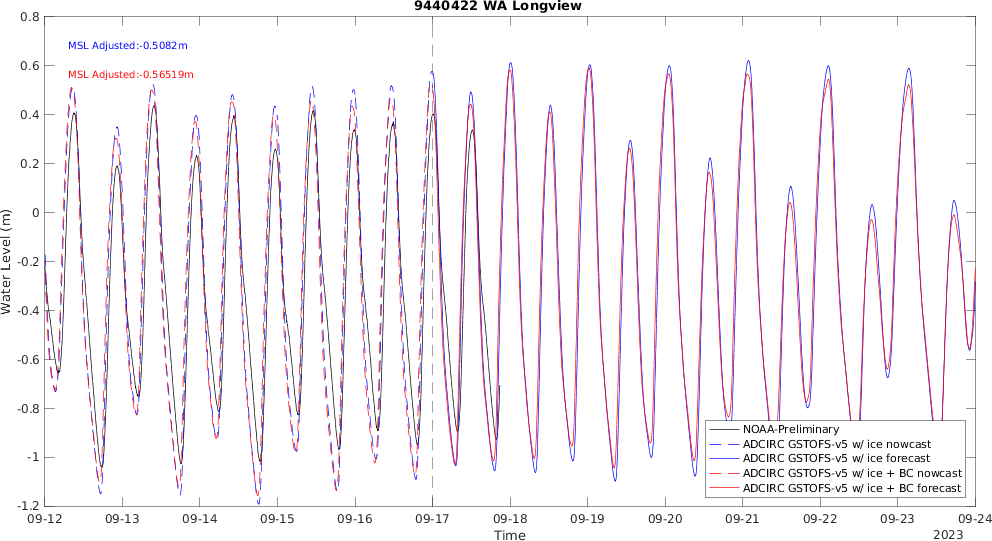 9440422 WA Longview
MSL Adjusted:-0.5082m
MSL Adjusted:-0.56519m
0.8
0.6
0.4
0.2
0
-0.2
-0.4
-0.6
-0.8
-1
-1.2
Water Level (m)
NOAA-Preliminary
ADCIRC GSTOFS-v5 w/ ice nowcast
ADCIRC GSTOFS-v5 w/ ice forecast
ADCIRC GSTOFS-v5 w/ ice + BC nowcast
ADCIRC GSTOFS-v5 w/ ice + BC forecast
09-12 09-13 09-14 09-15 09-16 09-17 09-18 09-19 09-20 09-21 09-22 09-23 09-24
Time
2023